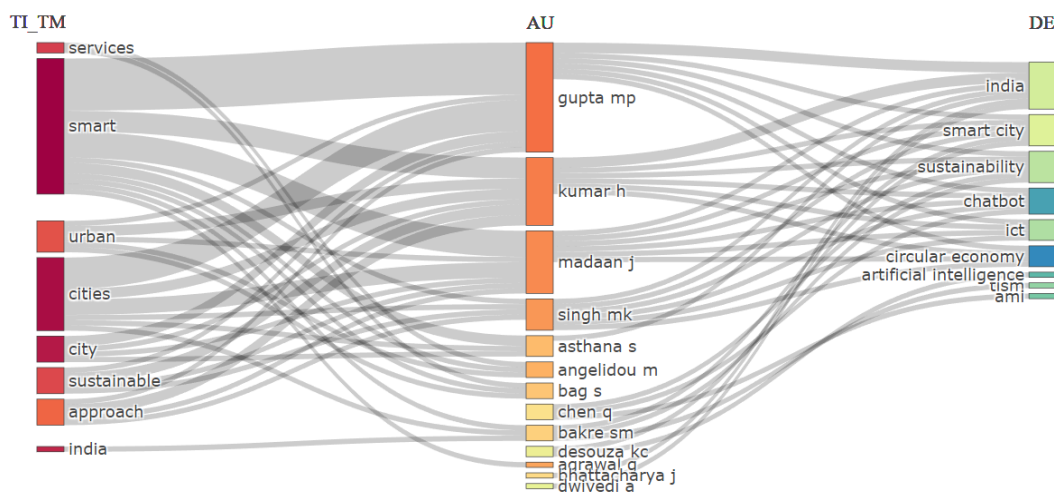 TI_TM
AU
DE
services
smart
urban
cities
city
sustainable
approach
india
gupta mp
kumar h
madaan j
singh mk
asthana s
angelidou m
bag s
chen q
bakre sm
desouza kc
agrawal g
bhattacharya j
dwivedi a
india
smart city
sustainability
chatbot
ict
circular economy
artificial intelligence
tism
ami